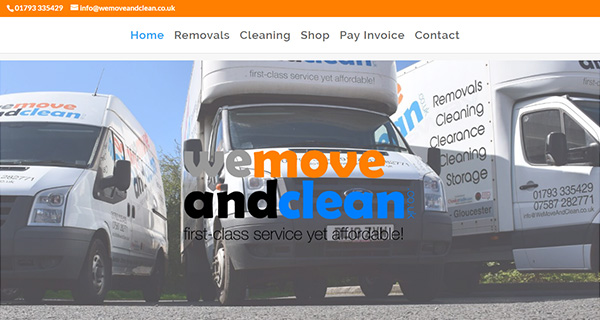 01793 335429 info@wemoveandclean.co.uk
Home Removals Cleaning Shop Pay Invoice Contact
move
andclean
first-class service yet affordable!
Removals
Cleaning
Clearance
Cleaning
Storage
Gloucester
01793 335429
07587 282771
info@WeMoveAndClean.co.uk
wemove
andclean
first-class service yet affordable!